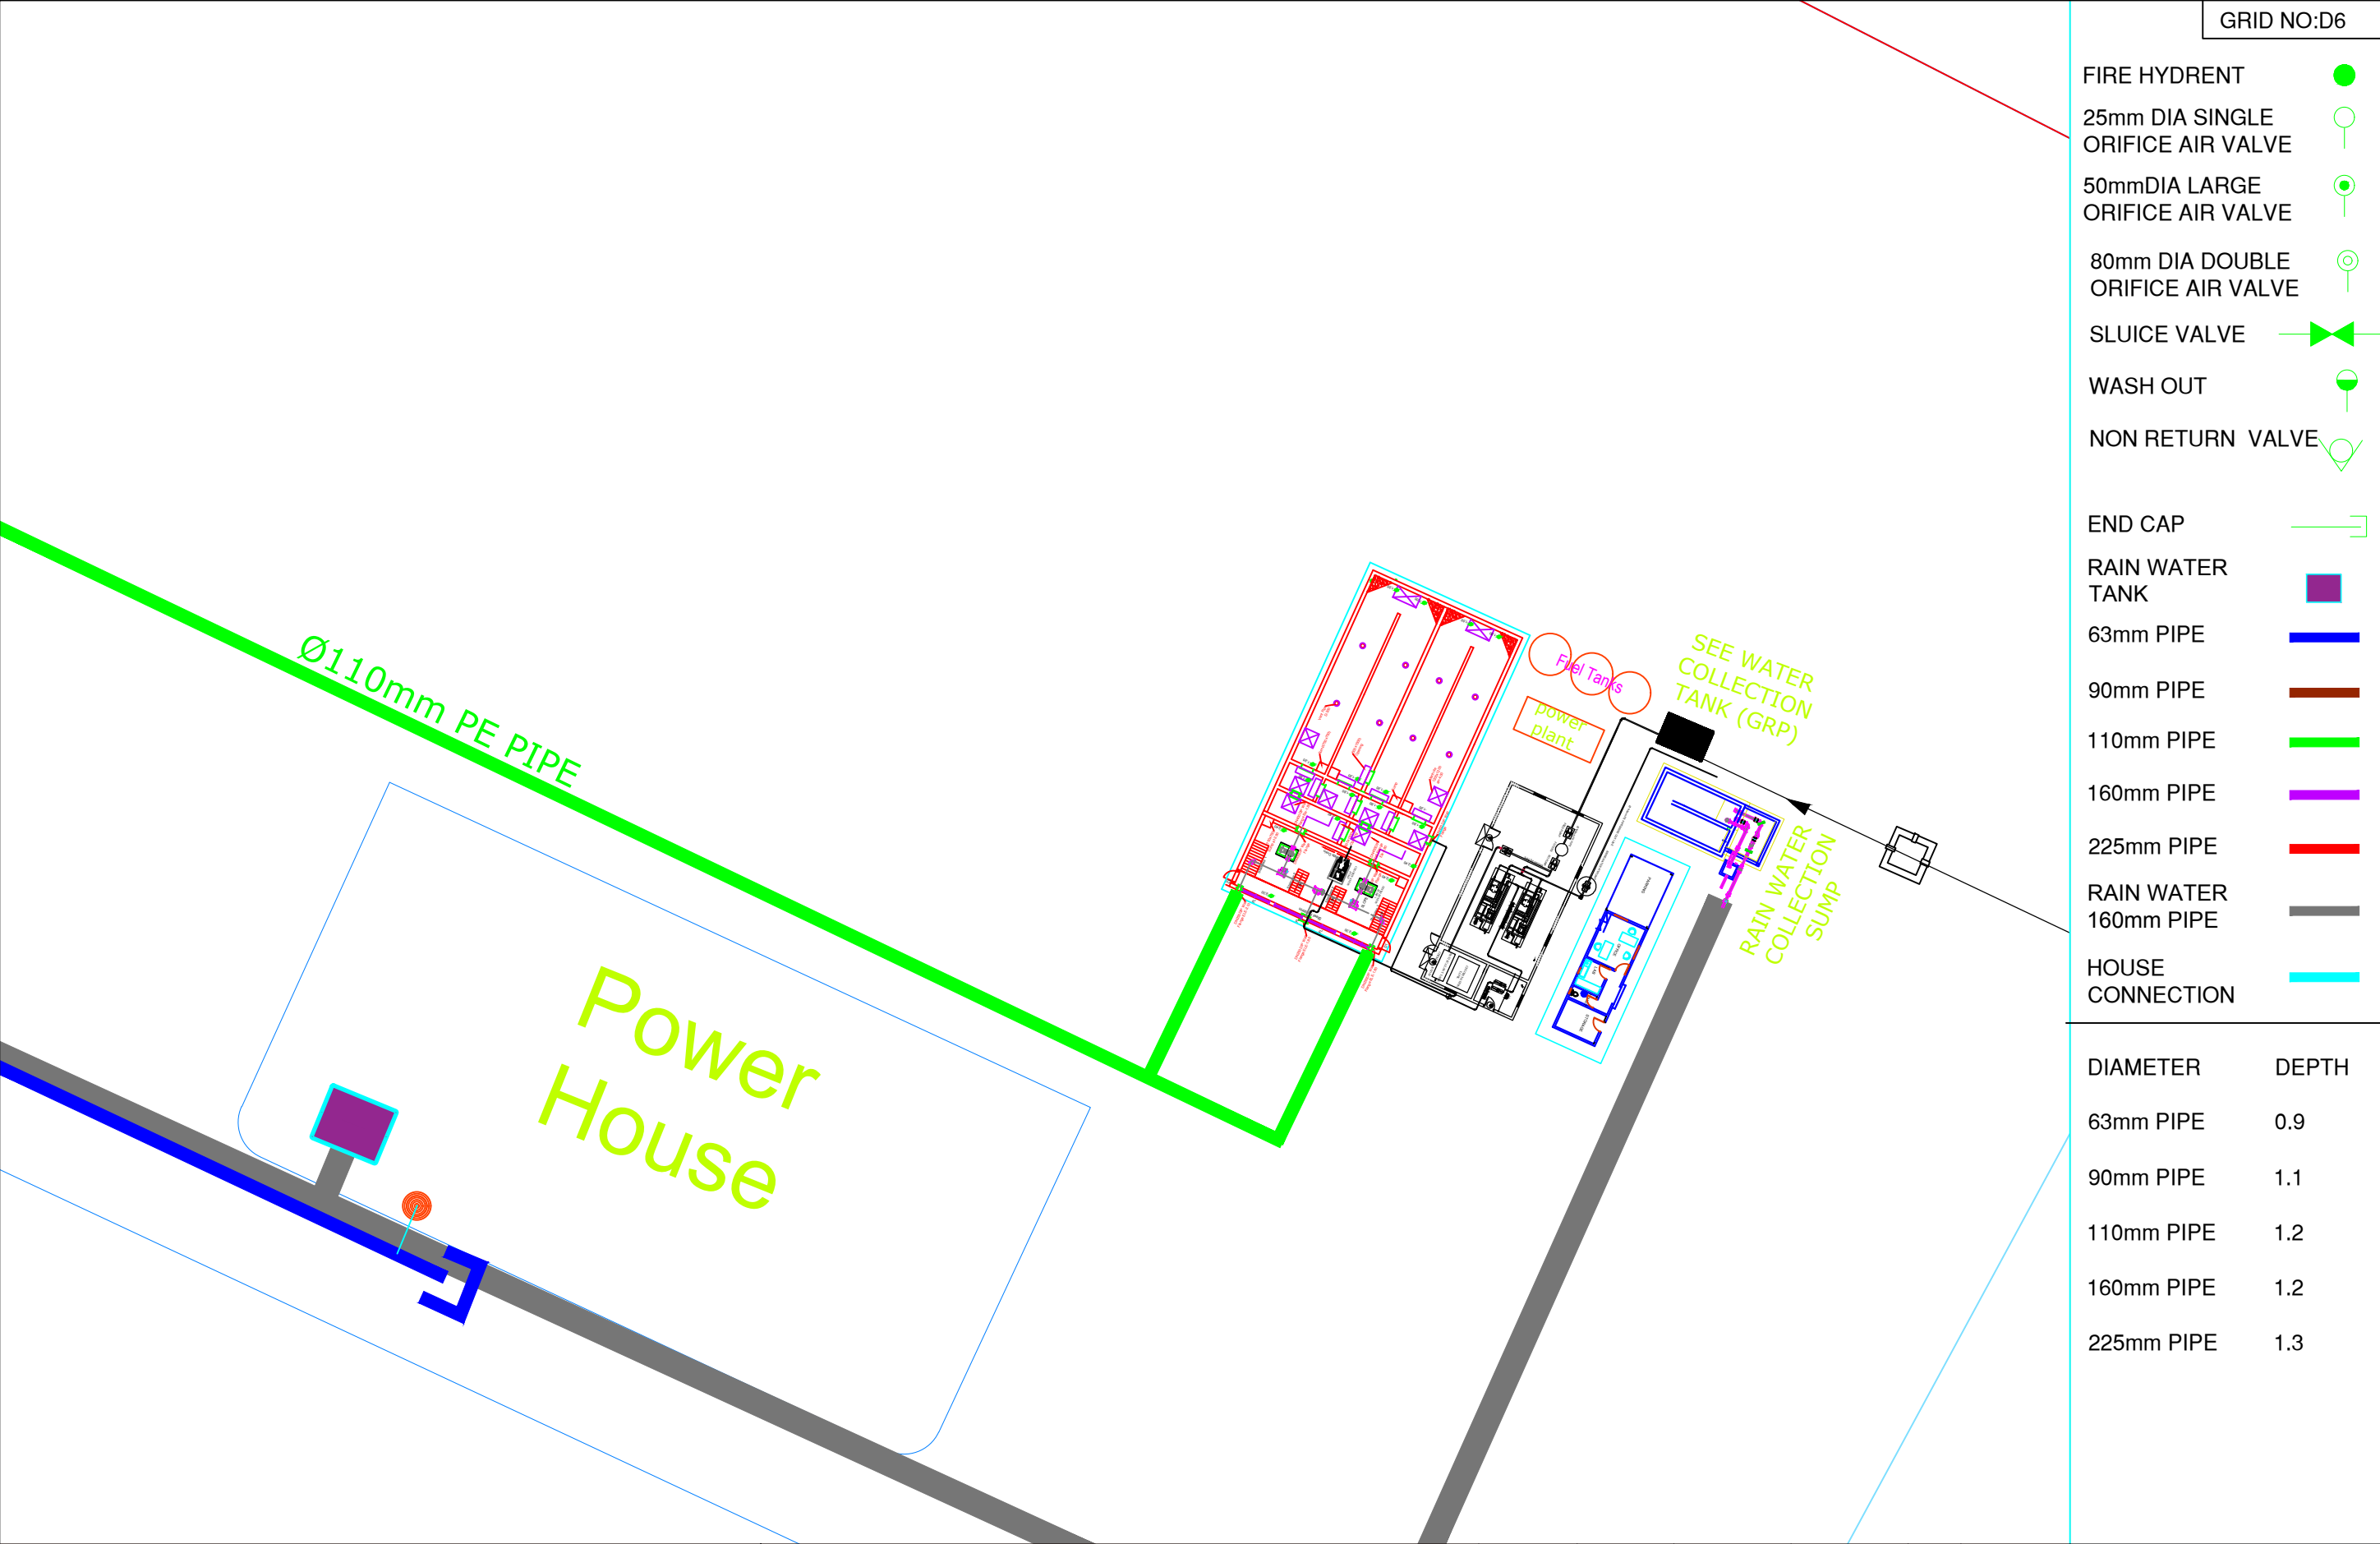 GRID NO:D6
FIRE HYDRENT
25mm DIA SINGLE
ORIFICE AIR VALVE
50mmDIA LARGE
ORIFICE AIR VALVE
80mm DIA DOUBLE
ORIFICE AIR VALVE
SLUICE VALVE
WASH OUT
NON RETURN VALVE
END CAP
RAIN WATER
TANK
63mm PIPE
90mm PIPE
110mm PIPE
160mm PIPE
225mm PIPE
RAIN WATER
160mm PIPE
HOUSE
CONNECTION
DIAMETER DEPTH
63mm PIPE 0.9
90mm PIPE 1.1
110mm PIPE 1.2
160mm PIPE 1.2
225mm PIPE 1.3
Ø110mm PE PIPE
Power
House
Fuel Tanks
power
plant
SEE WATER
COLLECTION
TANK (GRP)
RAIN WATER
COLLECTION
SUMP